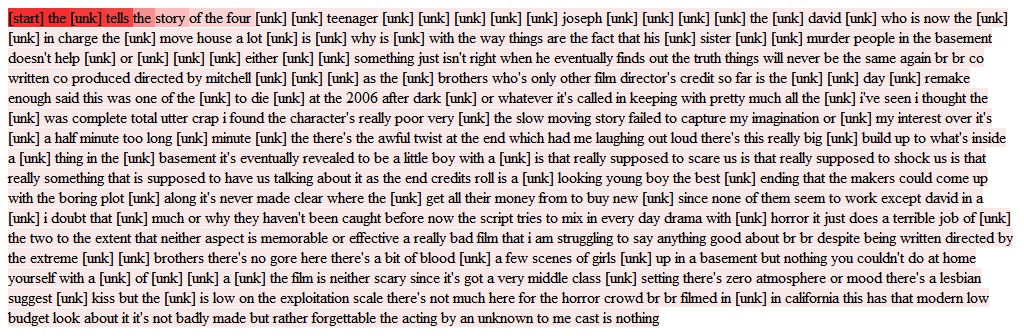 [start] the [unk] tells the story of the four [unk] [unk] teenager [unk] [unk] [unk] [unk] [unk] [unk] joseph [unk] [unk] [unk] [unk] [unk] the [unk] david [unk] who is now the [unk]
[unk] in charge the [unk] move house a lot [unk] is [unk] why is [unk] with the way things are the fact that his [unk] sister [unk] [unk] murder people in the basement
doesn't help [unk] or [unk] [unk] [unk] either [unk] [unk] something just isn't right when he eventually finds out the truth things will never be the same again br br co
written co produced directed by mitchell [unk] [unk] [unk] as the [unk] brothers who's only other film director's credit so far is the [unk] [unk] day [unk] remake
enough said this was one of the [unk] to die [unk] at the 2006 after dark [unk] or whatever it's called in keeping with pretty much all the [unk] i've seen i thought the
[unk] was complete total utter crap i found the character's really poor very [unk] the slow moving story failed to capture my imagination or [unk] my interest over it's
[unk] a half minute too long [unk] minute [unk] the there's the awful twist at the end which had me laughing out loud there's this really big [unk] build up to what's inside
a [unk] thing in the [unk] basement it's eventually revealed to be a little boy with a [unk] is that really supposed to scare us is that really supposed to shock us is that
really something that is supposed to have us talking about it as the end credits roll is a [unk] looking young boy the best [unk] ending that the makers could come up
with the boring plot [unk] along it's never made clear where the [unk] get all their money from to buy new [unk] since none of them seem to work except david in a
[unk] i doubt that [unk] much or why they haven't been caught before now the script tries to mix in every day drama with [unk] horror it just does a terrible job of [unk]
the two to the extent that neither aspect is memorable or effective a really bad film that i am struggling to say anything good about br br despite being written directed by
the extreme [unk] [unk] brothers there's no gore here there's a bit of blood [unk] a few scenes of girls [unk] up in a basement but nothing you couldn't do at home
yourself with a [unk] of [unk] [unk] a [unk] the film is neither scary since it's got a very middle class [unk] setting there's zero atmosphere or mood there's a lesbian
suggest [unk] kiss but the [unk] is low on the exploitation scale there's not much here for the horror crowd br br filmed in [unk] in california this has that modern low
budget look about it it's not badly made but rather forgettable the acting by an unknown to me cast is nothing